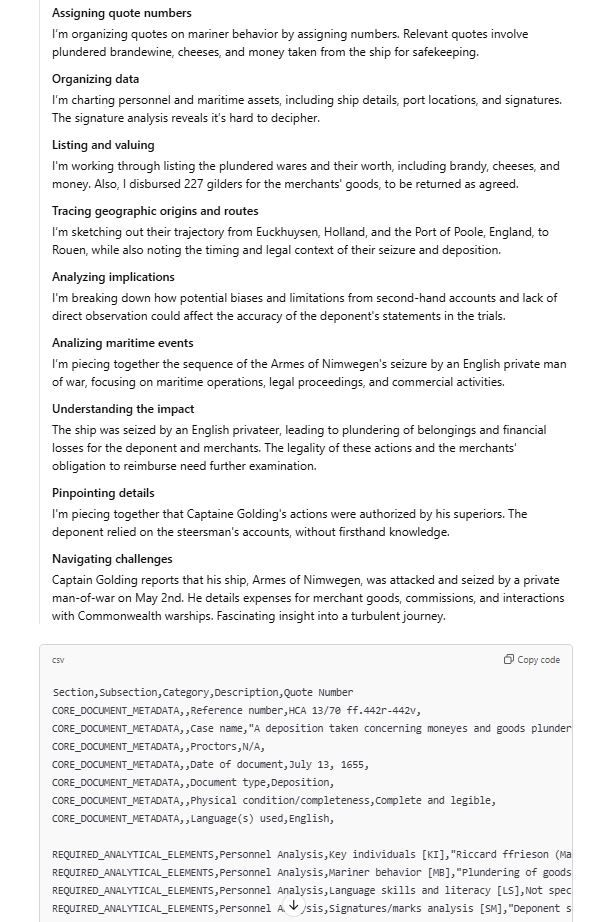 Assigning quote numbers
I'm organizing quotes on mariner behavior by assigning numbers. Relevant quotes involve
plundered brandewine, cheeses, and money taken from the ship for safekeeping.
Organizing data
I'm charting personnel and maritime assets, including ship details, port locations, and signatures.
The signature analysis reveals it's hard to decipher.
Listing and valuing
I'm working through listing the plundered wares and their worth, including brandy, cheeses, and
money. Also, I disbursed 227 gilders for the merchants' goods, to be returned as agreed.
Tracing geographic origins and routes
I'm sketching out their trajectory from Euckhuysen, Holland, and the Port of Poole, England, to
Rouen, while also noting the timing and legal context of their seizure and deposition.
Analyzing implications
I'm breaking down how potential biases and limitations from second-hand accounts and lack of
direct observation could affect the accuracy of the deponent's statements in the trials.
Analizing maritime events
I'm piecing together the sequence of the Armes of Nimwegen's seizure by an English private man
of war, focusing on maritime operations, legal proceedings, and commercial activities.
Understanding the impact
The ship was seized by an English privateer, leading to plundering of belongings and financial
losses for the deponent and merchants. The legality of these actions and the merchants'
obligation to reimburse need further examination.
Pinpointing details
I'm piecing together that Captaine Golding's actions were authorized by his superiors. The
deponent relied on the steersman's accounts, without firsthand knowledge.
Navigating challenges
Captain Golding reports that his ship, Armes of Nimwegen, was attacked and seized by a private
man-of-war on May 2nd. He details expenses for merchant goods, commissions, and interactions
with Commonwealth warships. Fascinating insight into a turbulent journey.
csv Copy code
Section,Subsection,Category,Description,Quote Number
CORE_DOCUMENT_METADATA,,Reference number,HCA 13/70 ff.442r-442v,
CORE_DOCUMENT_METADATA,,Case name,"A deposition taken concerning moneyes and goods plunder
CORE_DOCUMENT_METADATA,,Proctors,N/A,
CORE_DOCUMENT_METADATA,,Date of document,July 13, 1655,
CORE_DOCUMENT_METADATA,,Document type,Deposition,
CORE_DOCUMENT_METADATA,,Physical condition/completeness,Complete and legible,
CORE_DOCUMENT_METADATA,,Language(s) used,English,
REQUIRED_ANALYTICAL_ELEMENTS,Personnel Analysis,Key individuals [KI],"Riccard ffrieson (Ma
REQUIRED_ANALYTICAL_ELEMENTS,Personnel Analysis,Mariner behavior [MB],"Plundering of goods
REQUIRED_ANALYTICAL_ELEMENTS,Personnel Analysis,Language skills and literacy [LS],Not spec
REQUIRED_ANALYTICAL_ELEMENTS,Personnel Analysis,Signatures/marks analysis [SM],"Deponent s